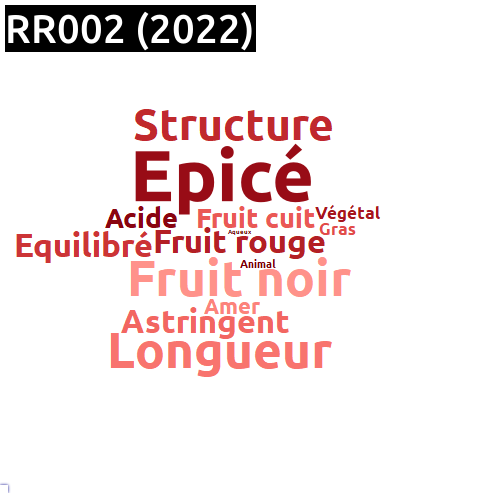 RR002 (2022)
Structure
Epicé
Acide Fruit cuit Végétal
Gras
Aqueux
Equilibré Fruit rouge
Animal
Fruit noir
Amer
Astringent
Longueur